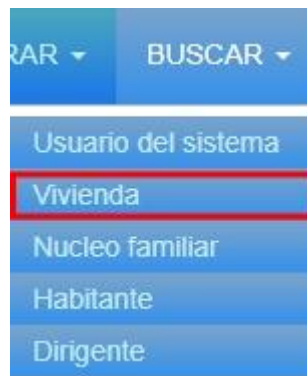 RAR BUSCAR
Usuario del sistema
Vivienda
Nucleo familiar
Habitante
Dirigente